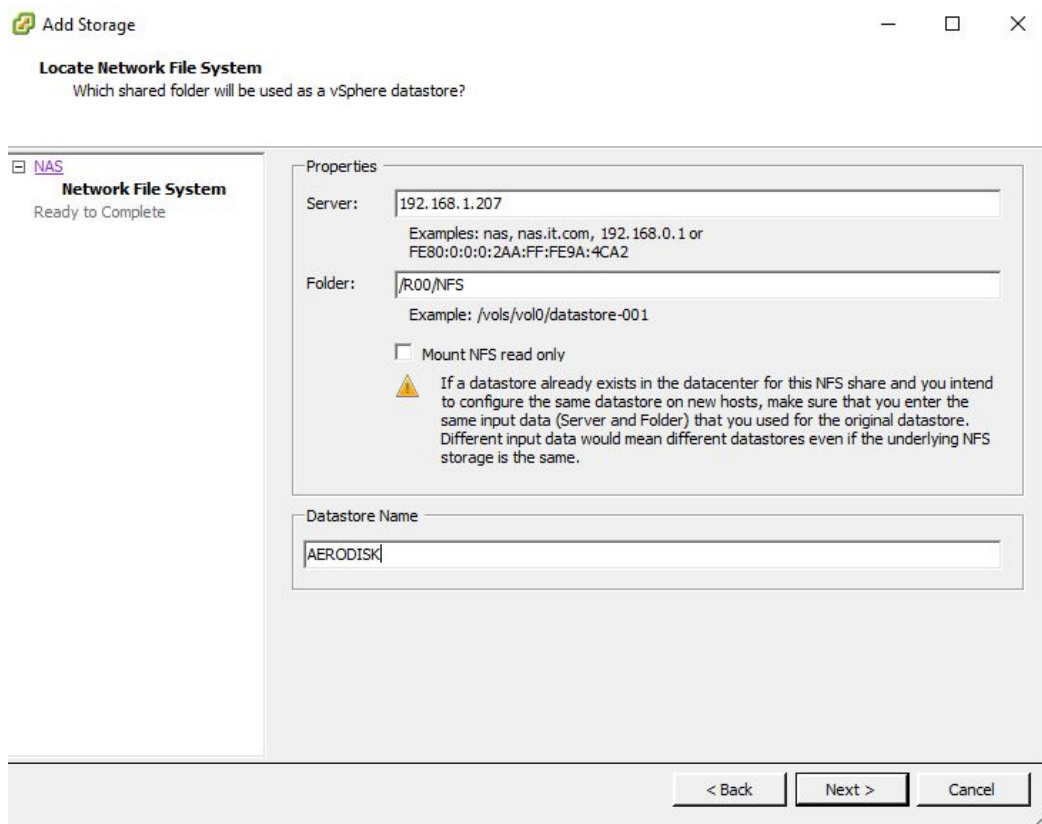 Add Storage
Locate Network File System
Which shared folder will be used as a vSphere datastore?
NAS
Network File System
Ready to Complete
Properties
Server:
192.168.1.207
Examples: nas, nas.it.com, 192.168.0.1 or
FE80:0:0:0:2AA:FF:FE9A:4CA2
Folder:
/R00/NFS
Example: /vols/vol0/datastore-001
Mount NFS read only
If a datastore already exists in the datacenter for this NFS share and you intend
to configure the same datastore on new hosts, make sure that you enter the
same input data (Server and Folder) that you used for the original datastore.
Different input data would mean different datastores even if the underlying NFS
storage is the same.
Datastore Name
AERODISK
< Back
Next >
Cancel